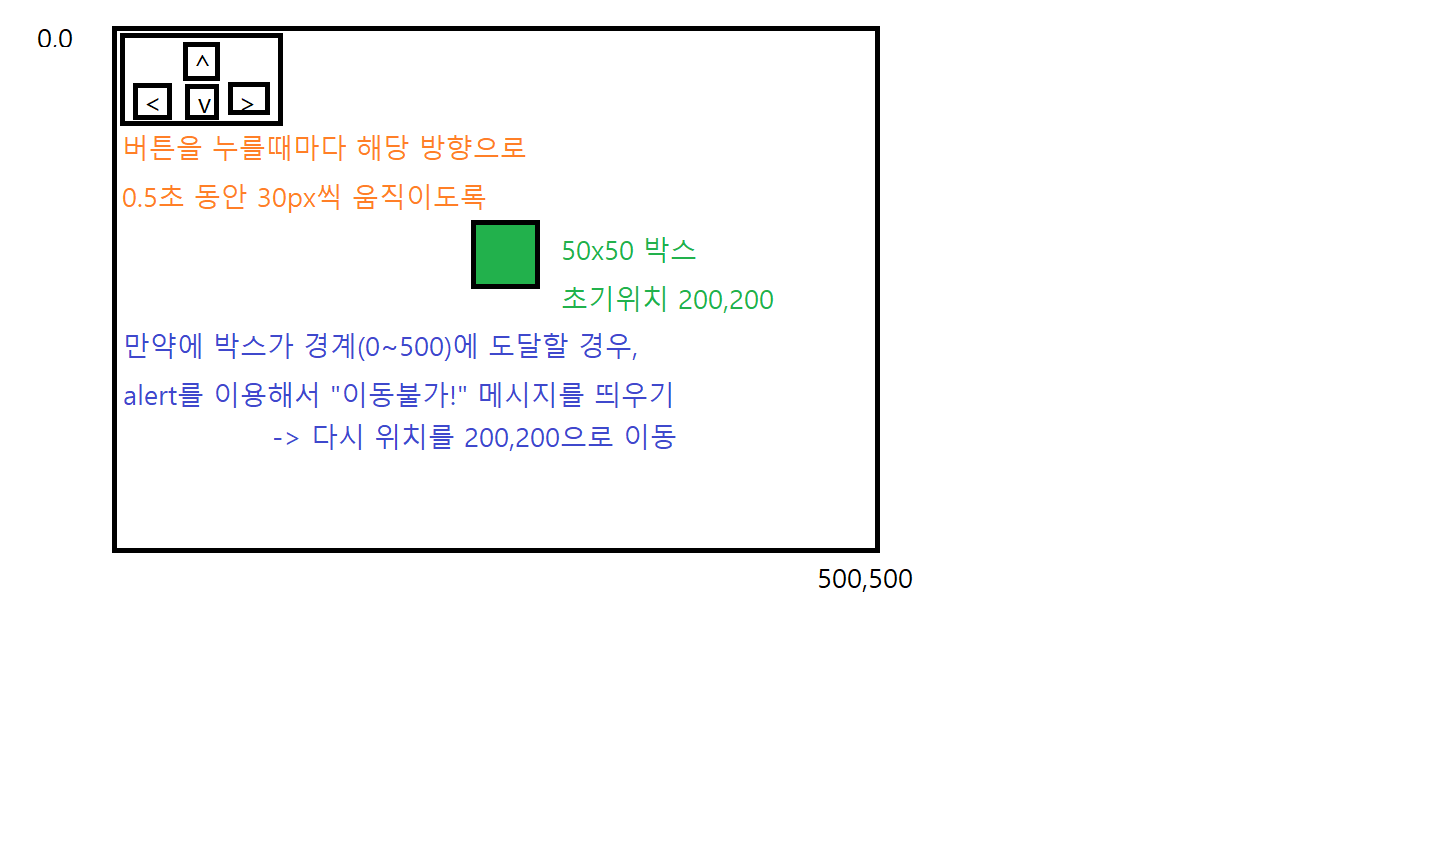 0.0
^
< v >
버튼을 누를때마다 해당 방향으로
0.5초 동안 30px씩 움직이도록
50x50 박스
초기위치 200,200
만약에 박스가 경계(0~500)에 도달할 경우,
alert를 이용해서 "이동불가!" 메시지를 띄우기
-> 다시 위치를 200,200으로 이동
500,500